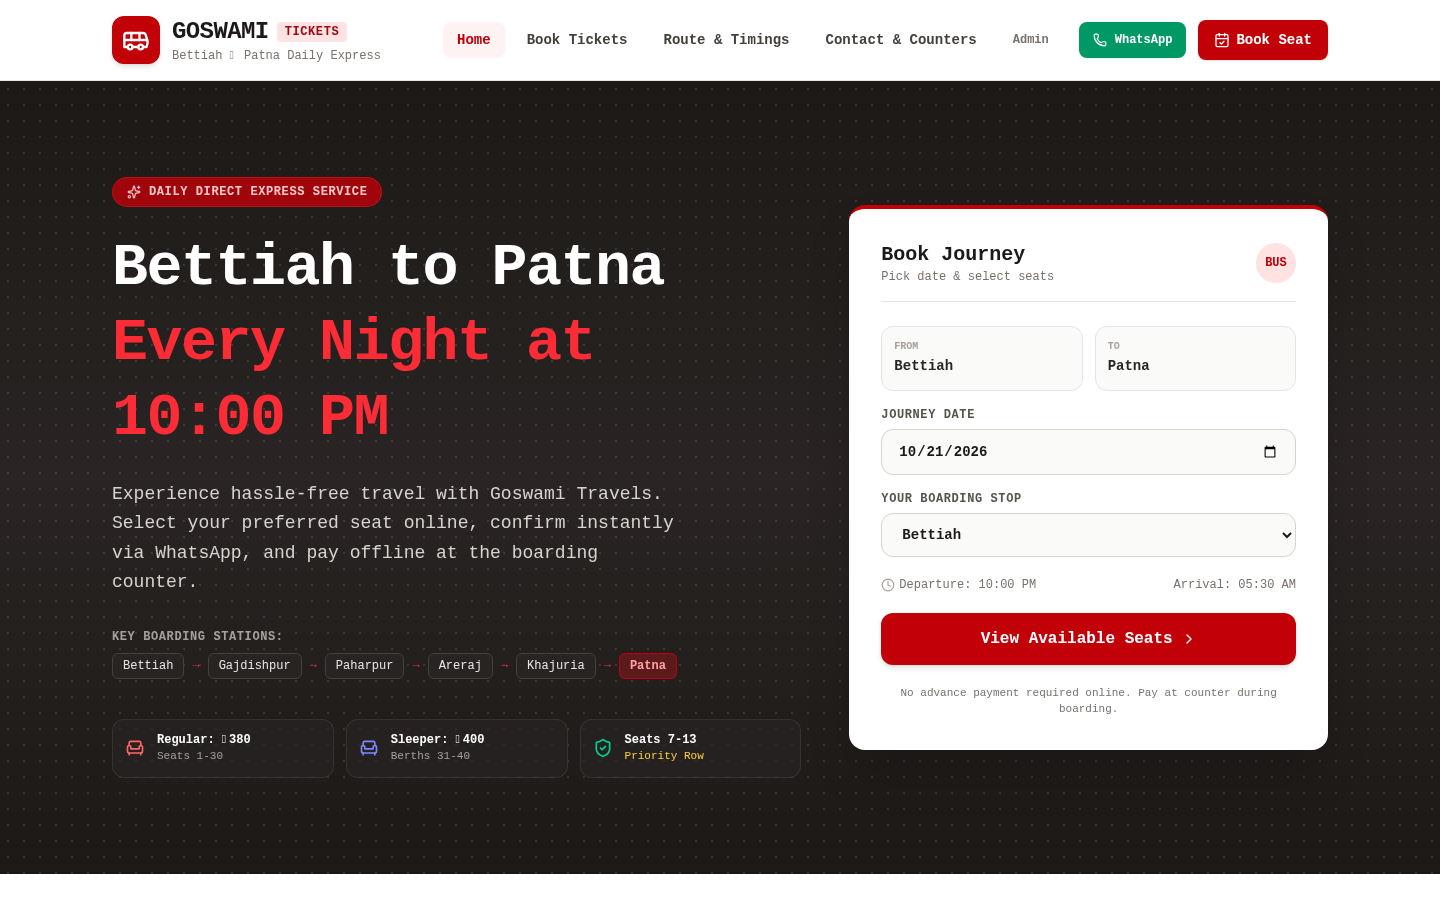 GOSWAMI TICKETS
Bettiah Patna Daily Express
Home
Book Tickets
Route & Timings
Contact & Counters
Admin
WhatsApp
Book Seat
DAILY DIRECT EXPRESS SERVICE
Bettiah to Patna
Every Night at
10:00 PM
Experience hassle-free travel with Goswami Travels.
Select your preferred seat online, confirm instantly
via WhatsApp, and pay offline at the boarding
counter.
KEY BOARDING STATIONS:
Bettiah → Gajdishpur → Paharpur → Areraj → Khajuria → Patna
Regular: 380
Seats 1-30
Sleeper: 400
Berths 31-40
Seats 7-13
Priority Row
Book Journey
Pick date & select seats
BUS
FROM
Bettiah
TO
Patna
JOURNEY DATE
10/21/2026
YOUR BOARDING STOP
Bettiah
Departure: 10:00 PM
Arrival: 05:30 AM
View Available Seats
No advance payment required online. Pay at counter during
boarding.